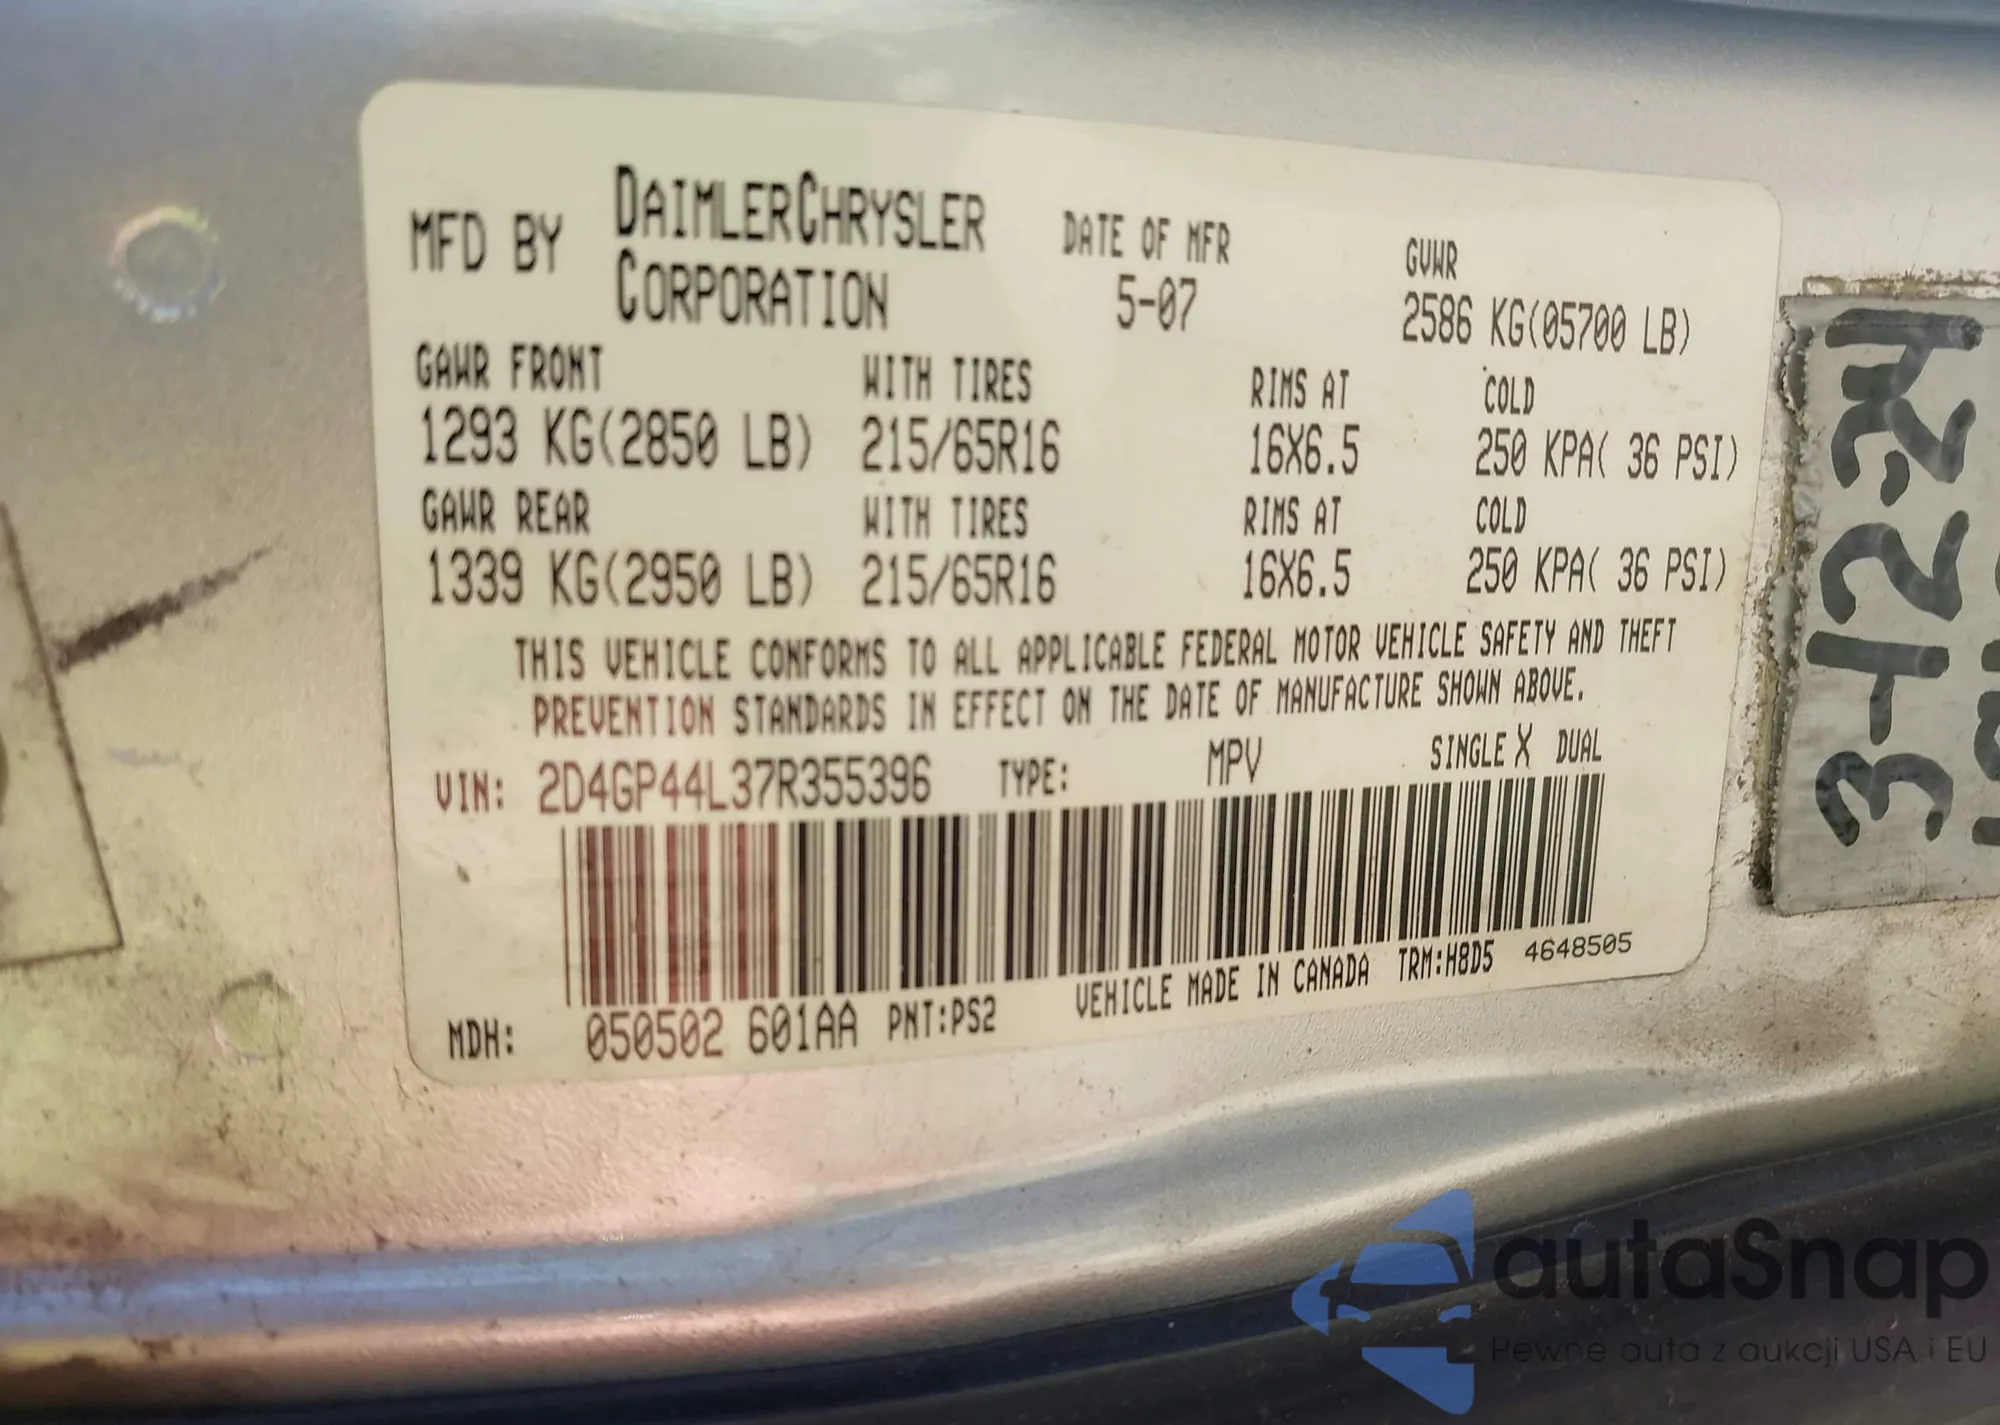 MFD BY DAIMLERCHRYSLER CORPORATION DATE OF MFR 5-07 GVWR 2586 KG(05700 LB)
GAWR FRONT WITH TIRES RIMS AT COLD
1293 KG(2850 LB) 215/65R16 16X6.5 250 KPA( 36 PSI)
GAWR REAR WITH TIRES RIMS AT COLD
1339 KG(2950 LB) 215/65R16 16X6.5 250 KPA( 36 PSI)
THIS VEHICLE CONFORMS TO ALL APPLICABLE FEDERAL MOTOR VEHICLE SAFETY AND THEFT
PREVENTION STANDARDS IN EFFECT ON THE DATE OF MANUFACTURE SHOWN ABOVE.
VIN: 2D4GP44L37R355396 TYPE: MPV SINGLE X DUAL
MDH: 050502 601AA PNT:PS2 VEHICLE MADE IN CANADA TRM:H8D5 4648505
3-12-24
autaSnap
Pewne auta z aukcji USA i EU